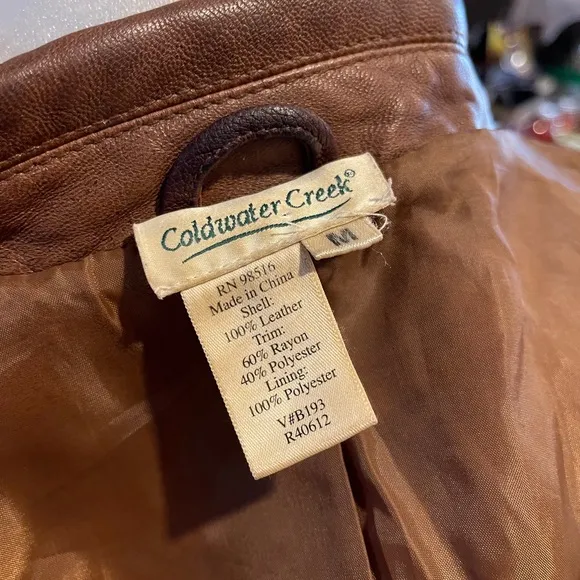 Coldwater Creek®
M
RN 98516
Made in China
Shell:
100% Leather
Trim:
60% Rayon
40% Polyester
Lining:
100% Polyester
V#B193
R40612